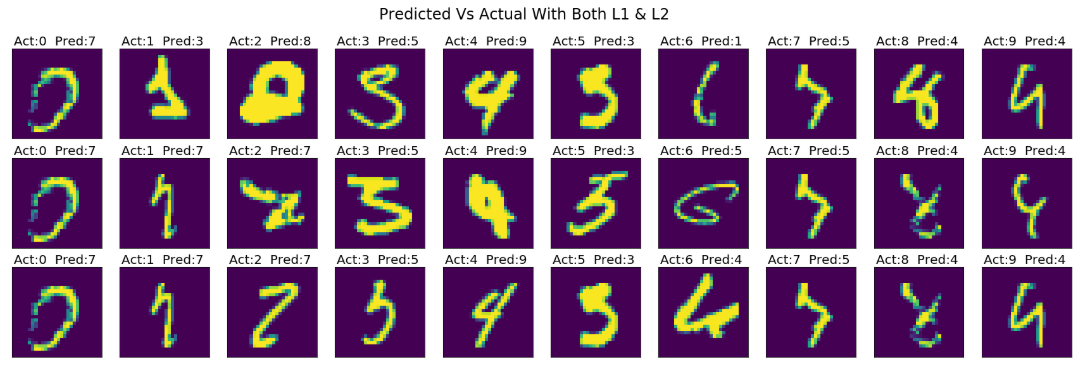 Predicted Vs Actual With Both L1 & L2
Act:0 Pred:7 Act:1 Pred:3 Act:2 Pred:8 Act:3 Pred:5 Act:4 Pred:9 Act:5 Pred:3 Act:6 Pred:1 Act:7 Pred:5 Act:8 Pred:4 Act:9 Pred:4
Act:0 Pred:7 Act:1 Pred:7 Act:2 Pred:7 Act:3 Pred:5 Act:4 Pred:9 Act:5 Pred:3 Act:6 Pred:5 Act:7 Pred:5 Act:8 Pred:4 Act:9 Pred:4
Act:0 Pred:7 Act:1 Pred:7 Act:2 Pred:7 Act:3 Pred:5 Act:4 Pred:9 Act:5 Pred:3 Act:6 Pred:4 Act:7 Pred:5 Act:8 Pred:4 Act:9 Pred:4